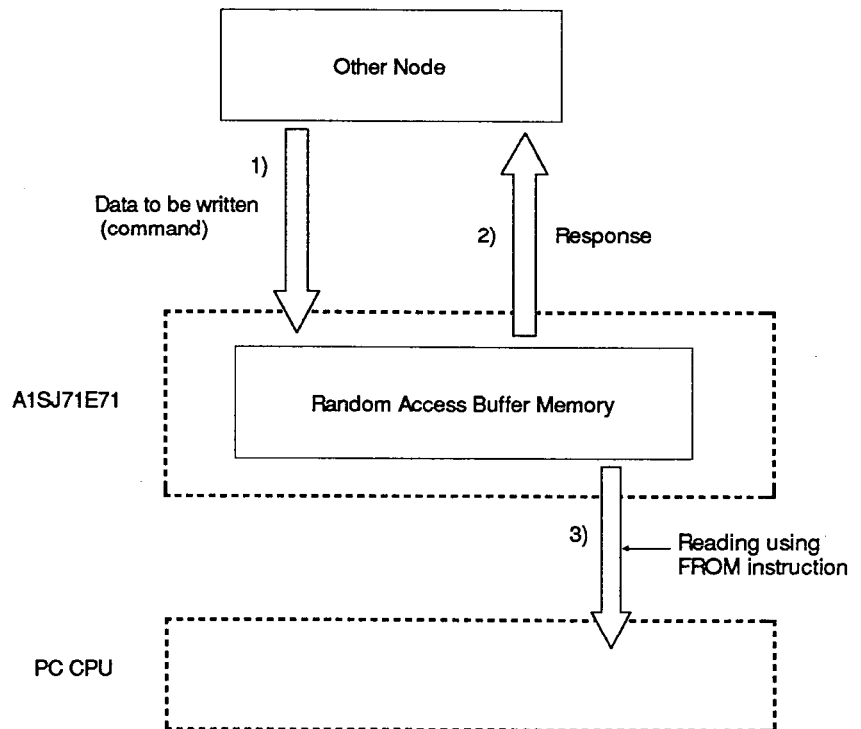 Other Node
1)
Data to be written
(command)
2)
Response
A1SJ71E71
Random Access Buffer Memory
3)
Reading using
FROM instruction
PC CPU